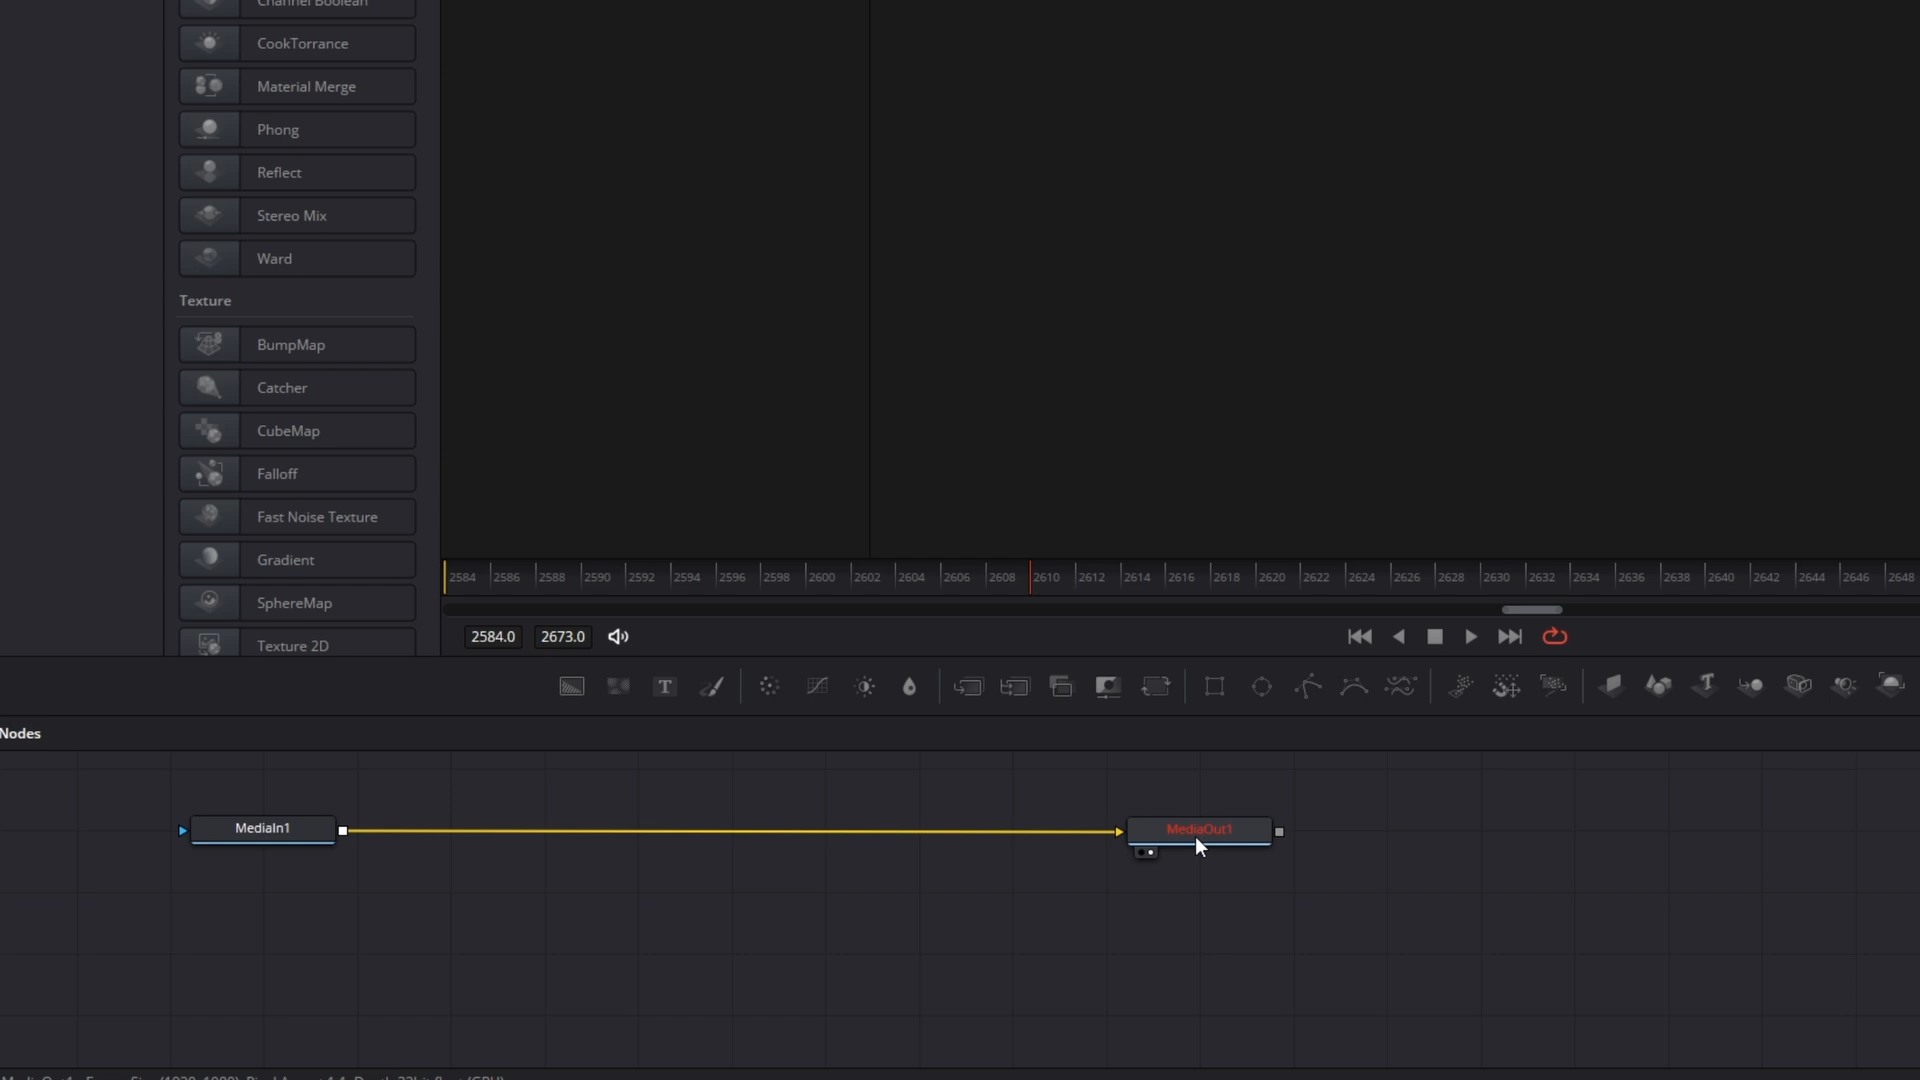 Channel Boolean
CookTorrance
Material Merge
Phong
Reflect
Stereo Mix
Ward
Texture
BumpMap
Catcher
CubeMap
Falloff
Fast Noise Texture
Gradient
SphereMap
Texture 2D
2584 2586 2588 2590 2592 2594 2596 2598 2600 2602 2604 2606 2608 2610 2612 2614 2616 2618 2620 2622 2624 2626 2628 2630 2632 2634 2636 2638 2640 2642 2644 2646 2648
2584.0 2673.0
T T
Nodes
MediaIn1 MediaOut1